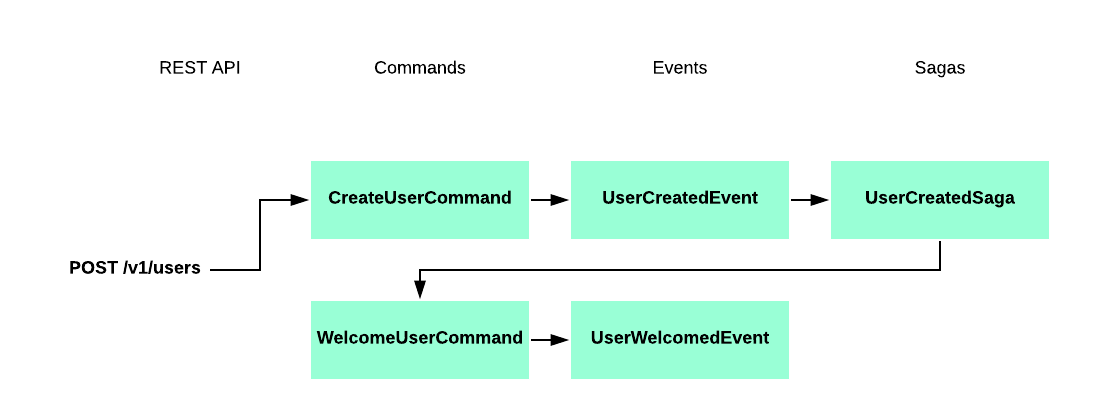 REST API
Commands
Events
Sagas
CreateUserCommand
UserCreatedEvent
UserCreatedSaga
POST /v1/users
WelcomeUserCommand
UserWelcomedEvent